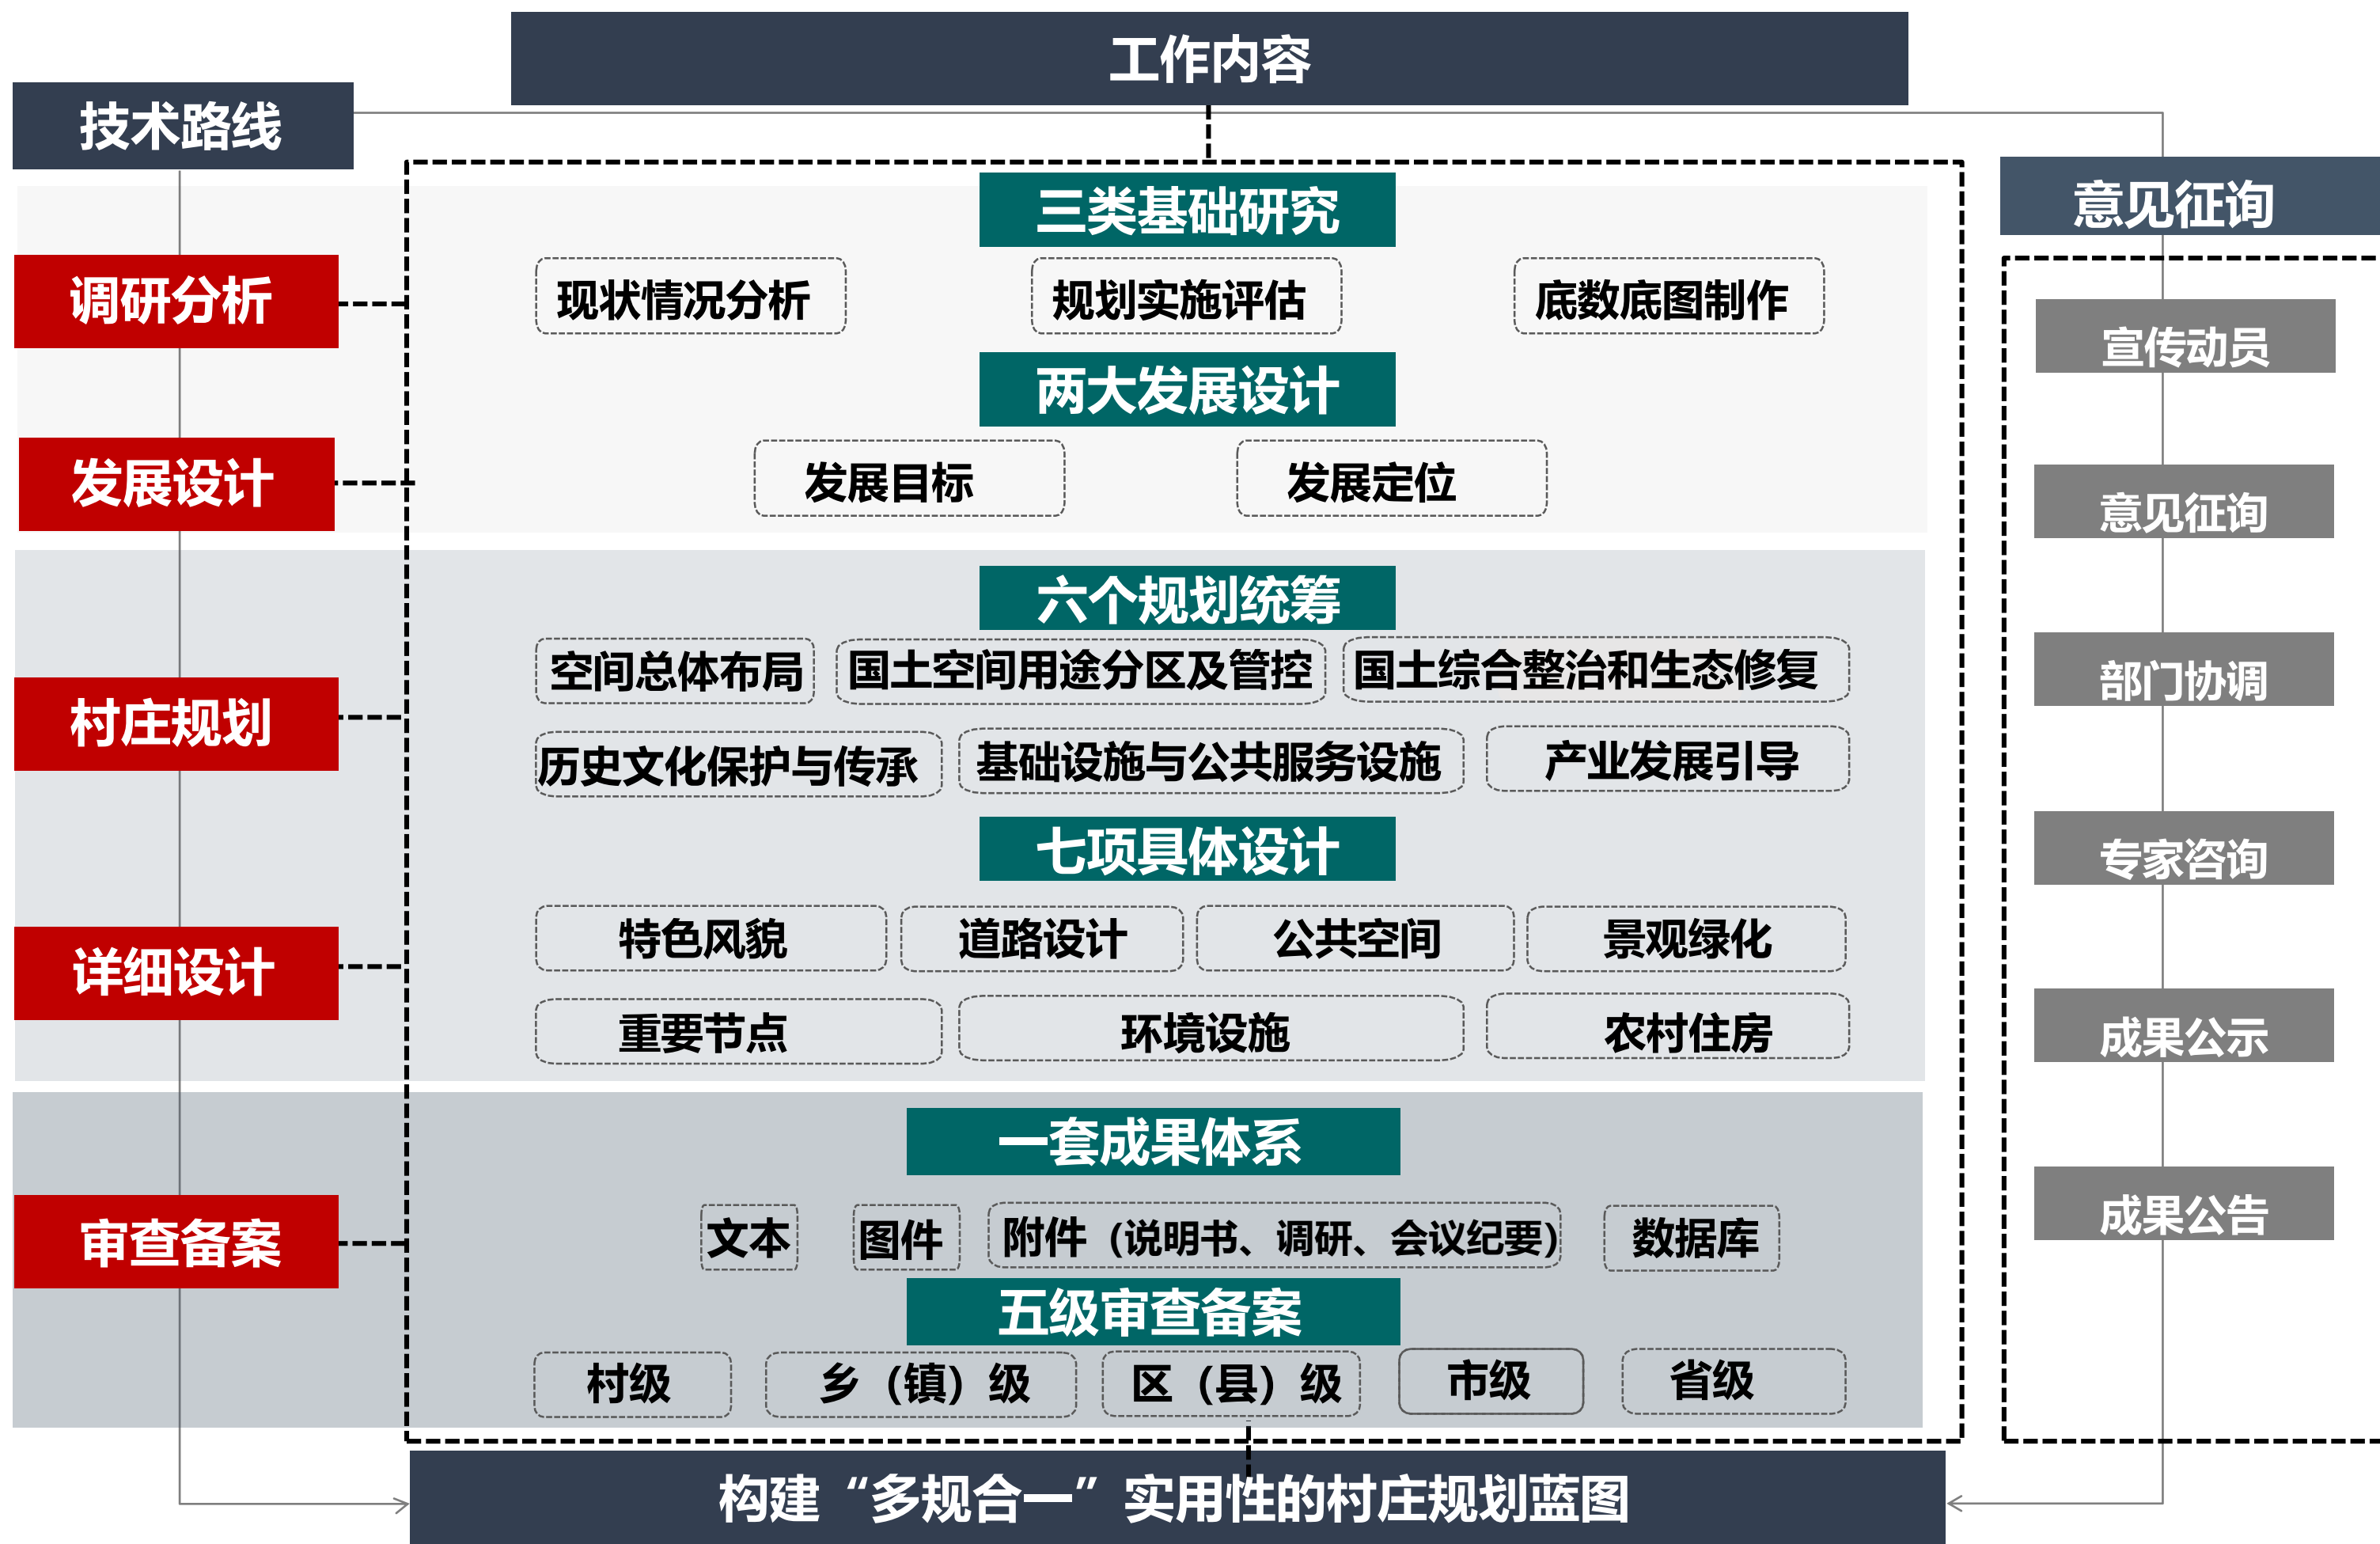 工作内容
技术路线
意见征询
三类基础研究
调研分析
现状情况分析
规划实施评估
底数底图制作
宣传动员
两大发展设计
发展设计
发展目标
发展定位
意见征询
六个规划统筹
空间总体布局
国土空间用途分区及管控
国土综合整治和生态修复
部门协调
村庄规划
历史文化保护与传承
基础设施与公共服务设施
产业发展引导
七项具体设计
专家咨询
特色风貌
道路设计
公共空间
景观绿化
详细设计
重要节点
环境设施
农村住房
成果公示
一套成果体系
审查备案
文本
图件
附件（说明书、调研、会议纪要）
数据库
成果公告
五级审查备案
村级
乡（镇）级
区（县）级
市级
省级
构建“多规合一”实用性的村庄规划蓝图